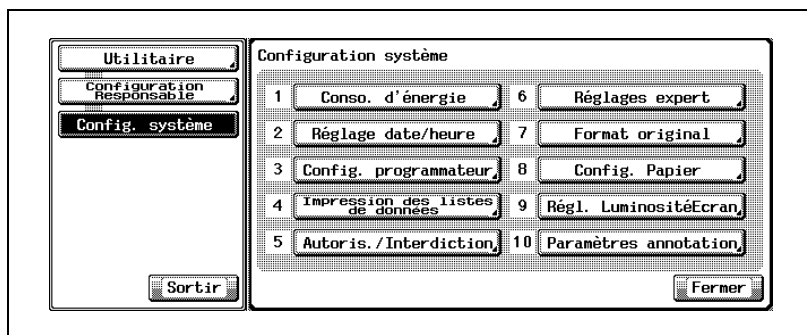 Utilitaire
Configuration
Responsable
Config. système
Sortir
Configuration système
1 Conso. d'énergie
2 Réglage date/heure
3 Config. programmateur
4 Impression des listes
de données
5 Autoris./Interdiction
6 Réglages expert
7 Format original
8 Config. Papier
9 Régl. LuminositéEcran
10 Paramètres annotation
Fermer